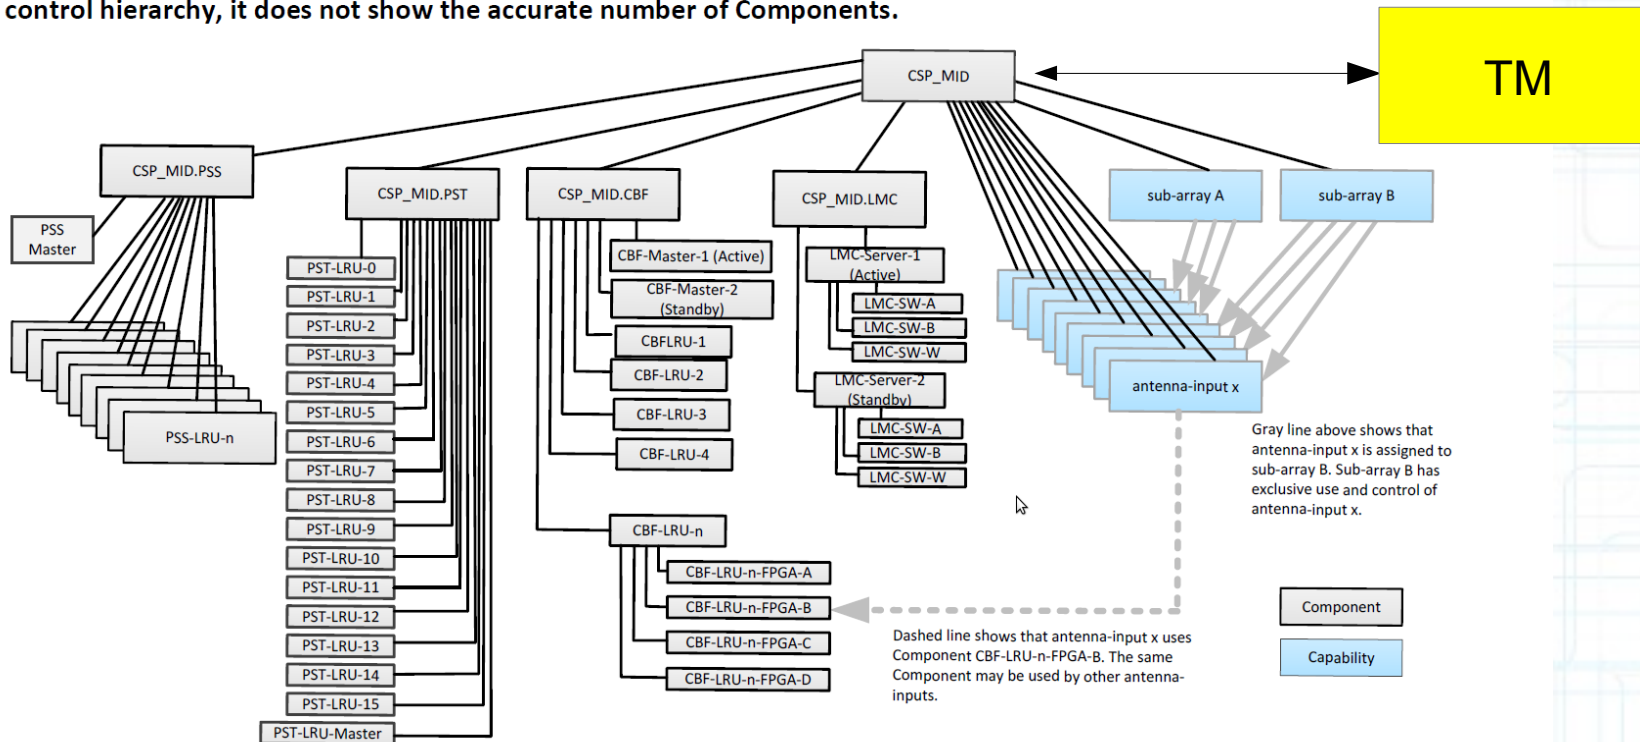 control hierarchy, it does not show the accurate number of Components.
CSP_MID
TM
CSP_MID.PSS
PSS
Master
PSS-LRU-n
CSP_MID.PST
PST-LRU-0
PST-LRU-1
PST-LRU-2
PST-LRU-3
PST-LRU-4
PST-LRU-5
PST-LRU-6
PST-LRU-7
PST-LRU-8
PST-LRU-9
PST-LRU-10
PST-LRU-11
PST-LRU-12
PST-LRU-13
PST-LRU-14
PST-LRU-15
PST-LRU-Master
CSP_MID.CBF
CBF-Master-1 (Active)
CBF-Master-2
(Standby)
CBFLRU-1
CBF-LRU-2
CBF-LRU-3
CBF-LRU-4
CBF-LRU-n
CBF-LRU-n-FPGA-A
CBF-LRU-n-FPGA-B
CBF-LRU-n-FPGA-C
CBF-LRU-n-FPGA-D
CSP_MID.LMC
LMC-Server-1
(Active)
LMC-SW-A
LMC-SW-B
LMC-SW-W
LMC-Server-2
(Standby)
LMC-SW-A
LMC-SW-B
LMC-SW-W
sub-array A
sub-array B
antenna-input x
Gray line above shows that
antenna-input x is assigned to
sub-array B. Sub-array B has
exclusive use and control of
antenna-input x.
Dashed line shows that antenna-input x uses
Component CBF-LRU-n-FPGA-B. The same
Component may be used by other antenna-
inputs.
Component
Capability